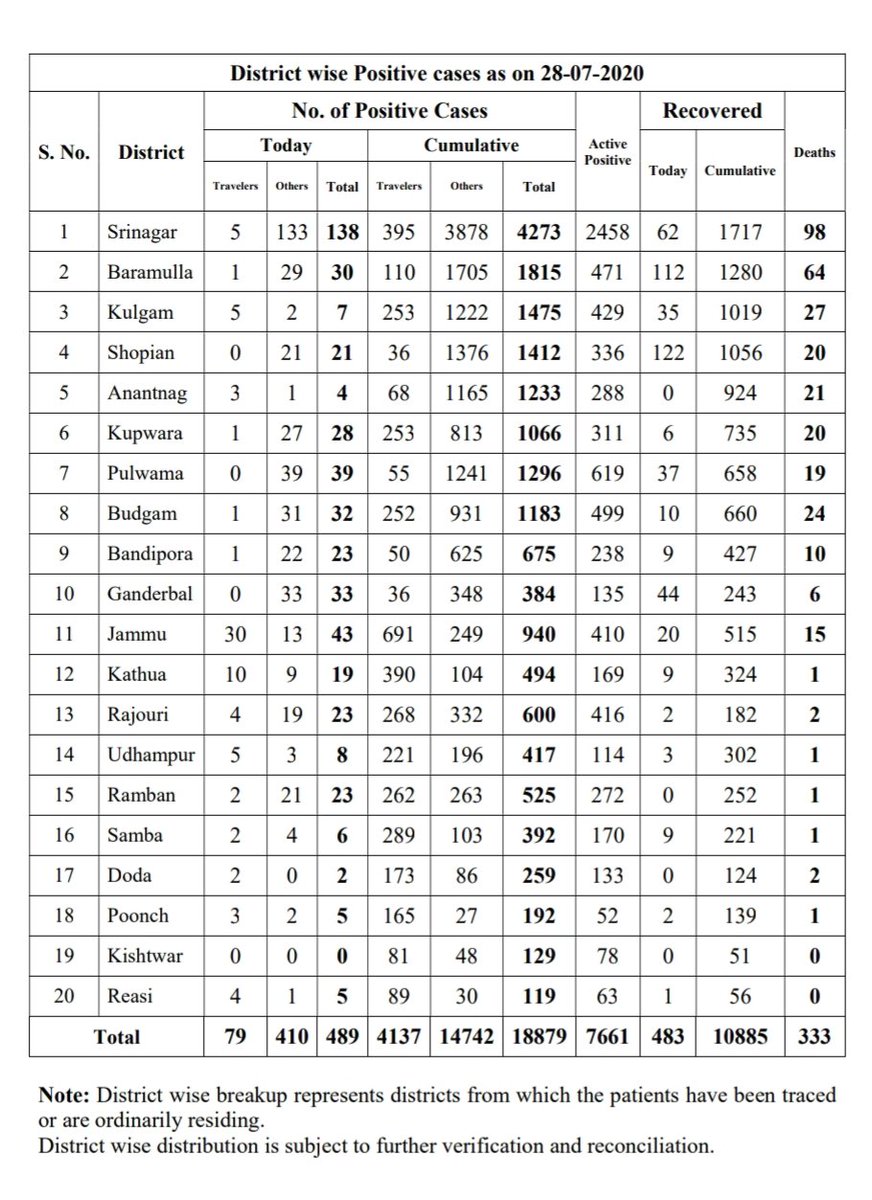 District wise Positive cases as on 28-07-2020
S. No. District No. of Positive Cases Active Positive Recovered Deaths
Today Cumulative Today Cumulative
Travelers Others Total Travelers Others Total
1 Srinagar 5 133 138 395 3878 4273 2458 62 1717 98
2 Baramulla 1 29 30 110 1705 1815 471 112 1280 64
3 Kulgam 5 2 7 253 1222 1475 429 35 1019 27
4 Shopian 0 21 21 36 1376 1412 336 122 1056 20
5 Anantnag 3 1 4 68 1165 1233 288 0 924 21
6 Kupwara 1 27 28 253 813 1066 311 6 735 20
7 Pulwama 0 39 39 55 1241 1296 619 37 658 19
8 Budgam 1 31 32 252 931 1183 499 10 660 24
9 Bandipora 1 22 23 50 625 675 238 9 427 10
10 Ganderbal 0 33 33 36 348 384 135 44 243 6
11 Jammu 30 13 43 691 249 940 410 20 515 15
12 Kathua 10 9 19 390 104 494 169 9 324 1
13 Rajouri 4 19 23 268 332 600 416 2 182 2
14 Udhampur 5 3 8 221 196 417 114 3 302 1
15 Ramban 2 21 23 262 263 525 272 0 252 1
16 Samba 2 4 6 289 103 392 170 9 221 1
17 Doda 2 0 2 173 86 259 133 0 124 2
18 Poonch 3 2 5 165 27 192 52 2 139 1
19 Kishtwar 0 0 0 81 48 129 78 0 51 0
20 Reasi 4 1 5 89 30 119 63 1 56 0
Total 79 410 489 4137 14742 18879 7661 483 10885 333
Note: District wise breakup represents districts from which the patients have been traced
or are ordinarily residing.
District wise distribution is subject to further verification and reconciliation.